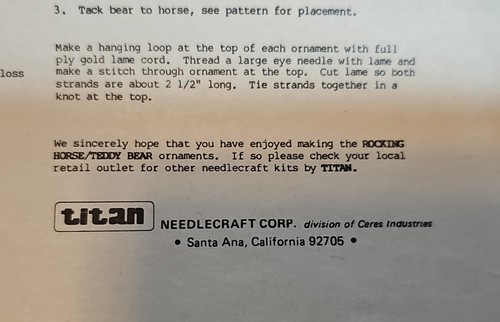 3. Tack bear to horse, see pattern for placement.
Make a hanging loop at the top of each ornament with full
ply gold lame cord. Thread a large eye needle with lame and
loss make a stitch through ornament at the top. Cut lame so both
strands are about 2 1/2" long. Tie strands together in a
knot at the top.
We sincerely hope that you have enjoyed making the ROCKING
HORSE/TEDDY BEAR ornaments. If so please check your local
retail outlet for other needlecraft kits by TITAN.
titan NEEDLECRAFT CORP. division of Ceres Industries
• Santa Ana, California 92705 •